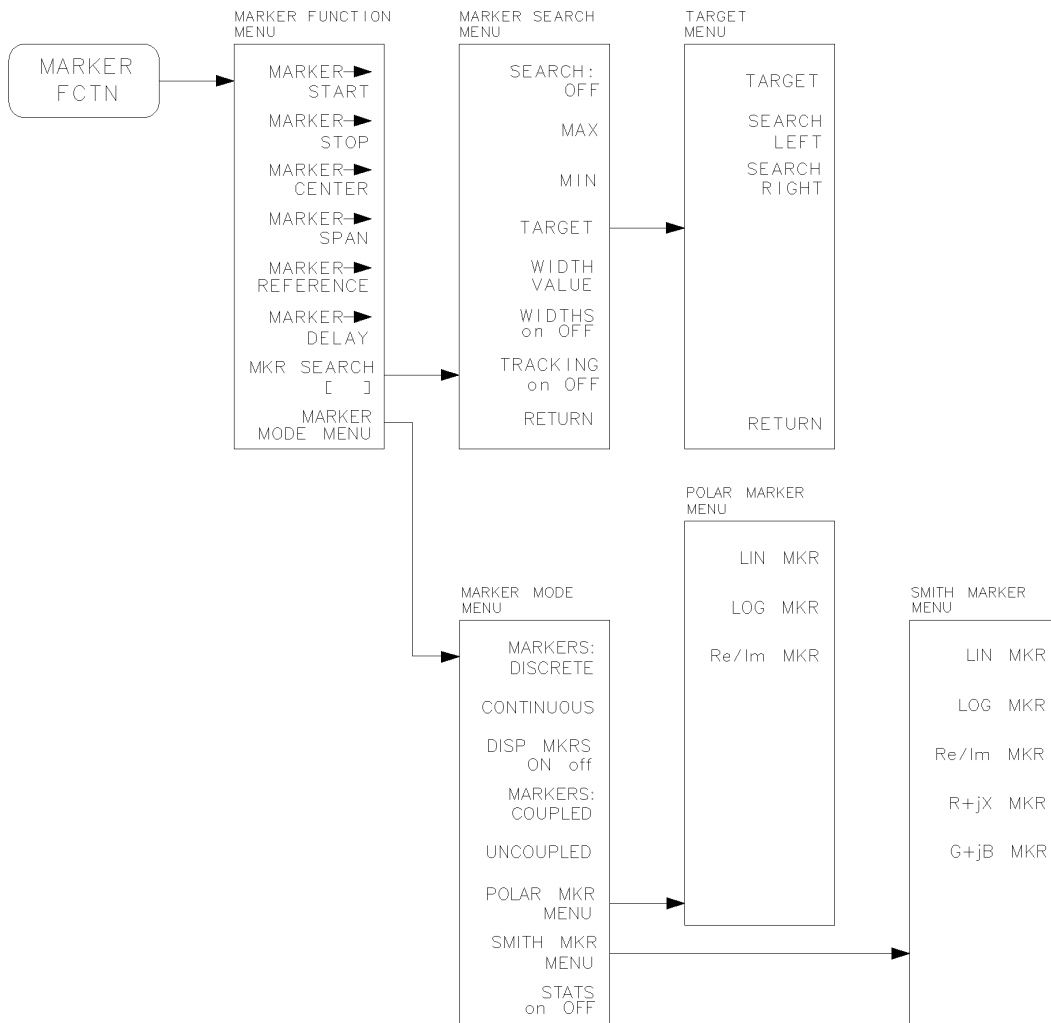 MARKER
FCTN
MARKER FUNCTION
MENU
MARKER→
START
MARKER→
STOP
MARKER→
CENTER
MARKER→
SPAN
MARKER→
REFERENCE
MARKER→
DELAY
MKR SEARCH
[ ]
MARKER
MODE MENU
MARKER SEARCH
MENU
SEARCH:
OFF
MAX
MIN
TARGET
WIDTH
VALUE
WIDTHS
on OFF
TRACKING
on OFF
RETURN
TARGET
MENU
TARGET
SEARCH
LEFT
SEARCH
RIGHT
RETURN
MARKER MODE
MENU
MARKERS:
DISCRETE
CONTINUOUS
DISP MKRS
ON off
MARKERS:
COUPLED
UNCOUPLED
POLAR MKR
MENU
SMITH MKR
MENU
STATS
on OFF
POLAR MARKER
MENU
LIN MKR
LOG MKR
Re/Im MKR
SMITH MARKER
MENU
LIN MKR
LOG MKR
Re/Im MKR
R+jX MKR
G+jB MKR